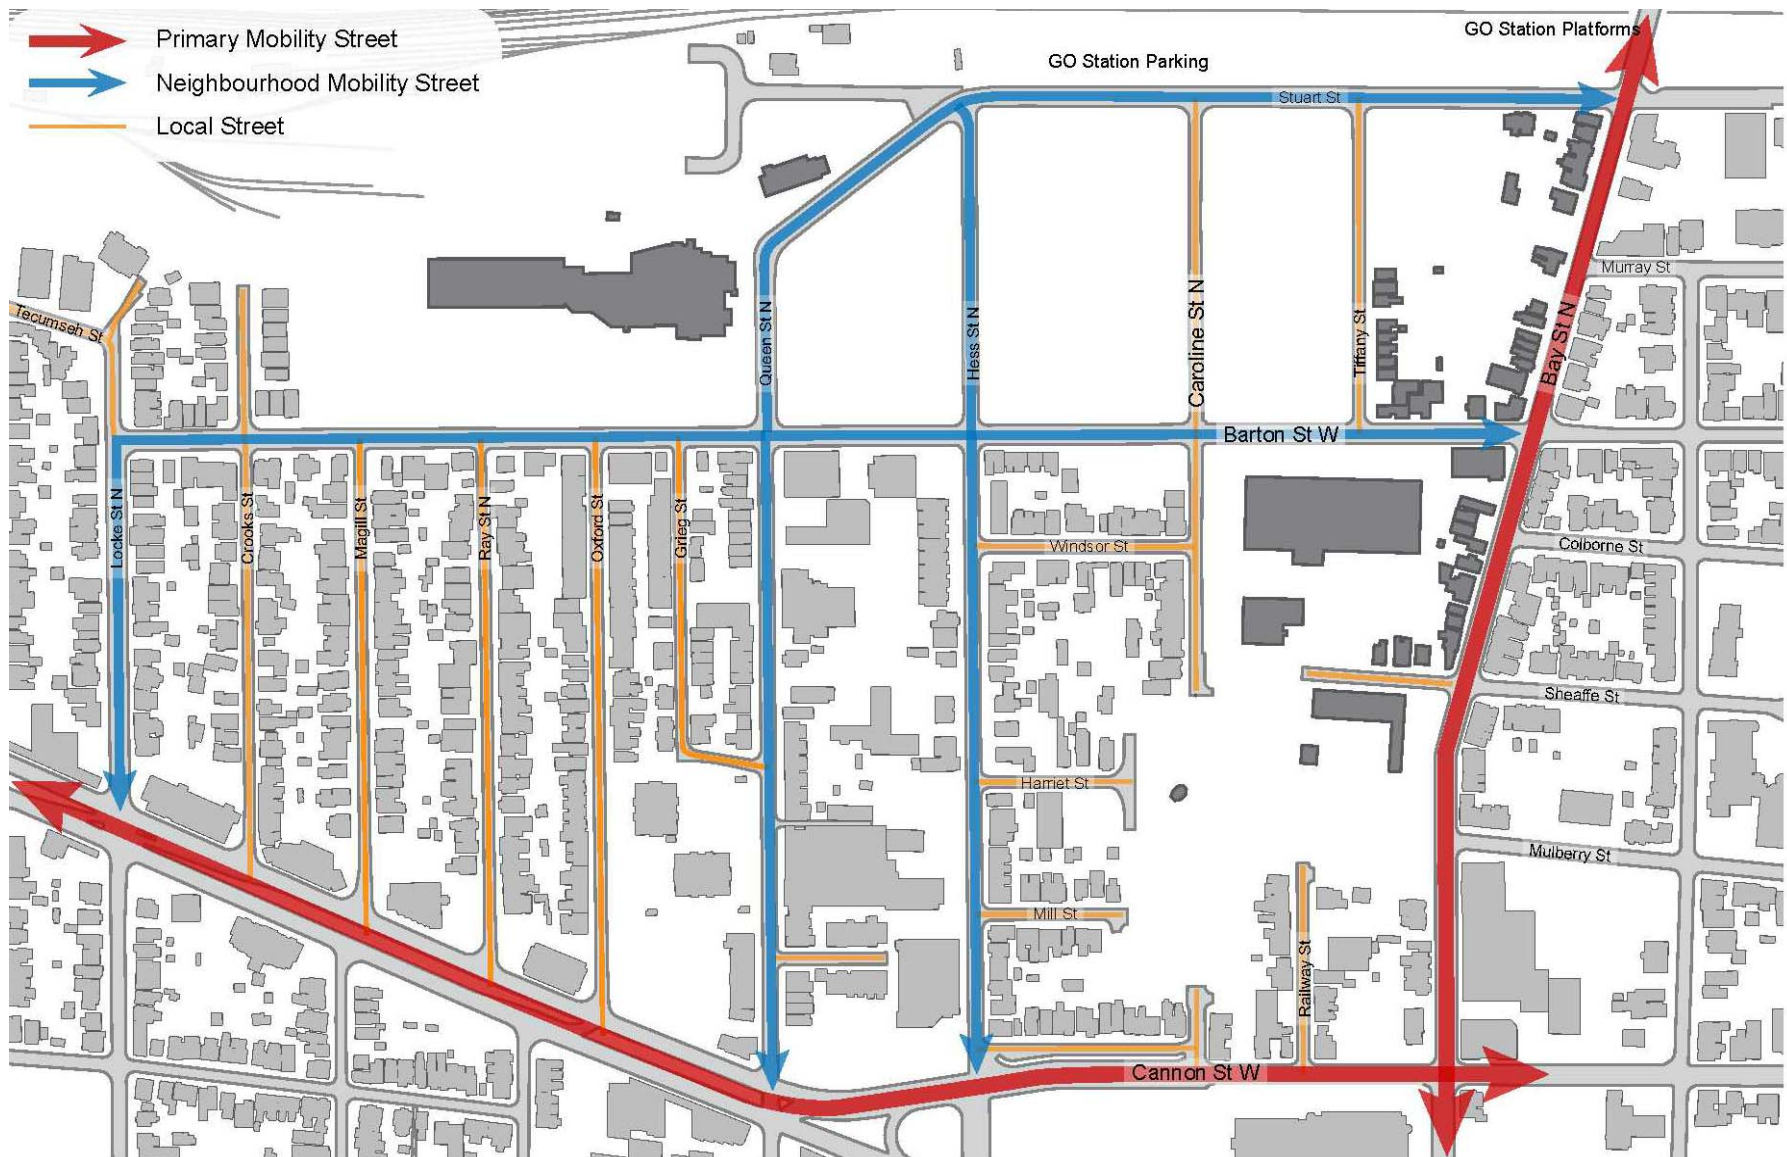 Primary Mobility Street
Neighbourhood Mobility Street
Local Street
GO Station Platforms
GO Station Parking
Stuart St
Murray St
Tecumseh St
Queen St N
Hess St N
Caroline St N
Tiffany St
Bay St N
Barton St W
Locke St N
Crooks St
Magill St
Ray St N
Oxford St
Grieg St
Windsor St
Colborne St
Sheaffe St
Harriet St
Mulberry St
Mill St
Railway St
Cannon St W